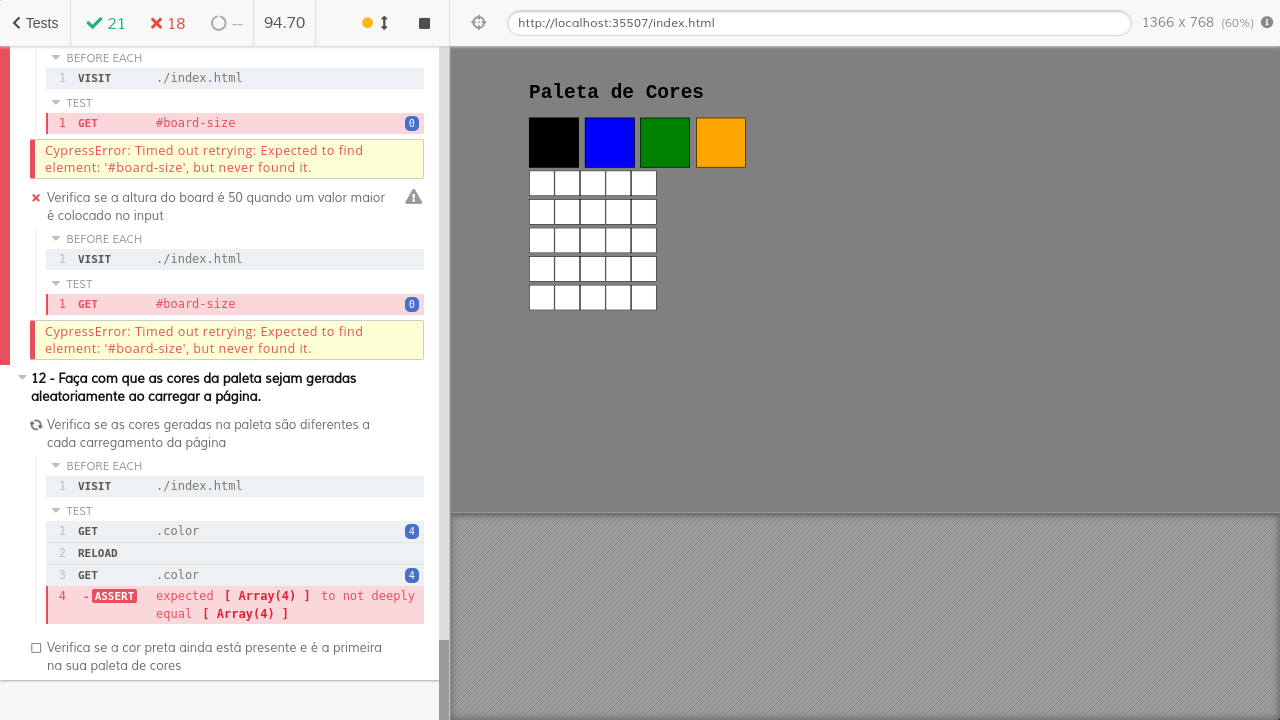 Tests 21 18 -- 94.70 http://localhost:35507/index.html 1366 x 768 (60%)
BEFORE EACH
1 VISIT ./index.html
TEST
1 GET #board-size 0
CypressError: Timed out retrying: Expected to find
element: '#board-size', but never found it.
Verifica se a altura do board é 50 quando um valor maior
é colocado no input
BEFORE EACH
1 VISIT ./index.html
TEST
1 GET #board-size 0
CypressError: Timed out retrying: Expected to find
element: '#board-size', but never found it.
12 - Faça com que as cores da paleta sejam geradas
aleatoriamente ao carregar a página.
Verifica se as cores geradas na paleta são diferentes a
cada carregamento da página
BEFORE EACH
1 VISIT ./index.html
TEST
1 GET .color 4
2 RELOAD
3 GET .color 4
4 -ASSERT expected [ Array(4) ] to not deeply
equal [ Array(4) ]
Verifica se a cor preta ainda está presente e é a primeira
na sua paleta de cores
Paleta de Cores